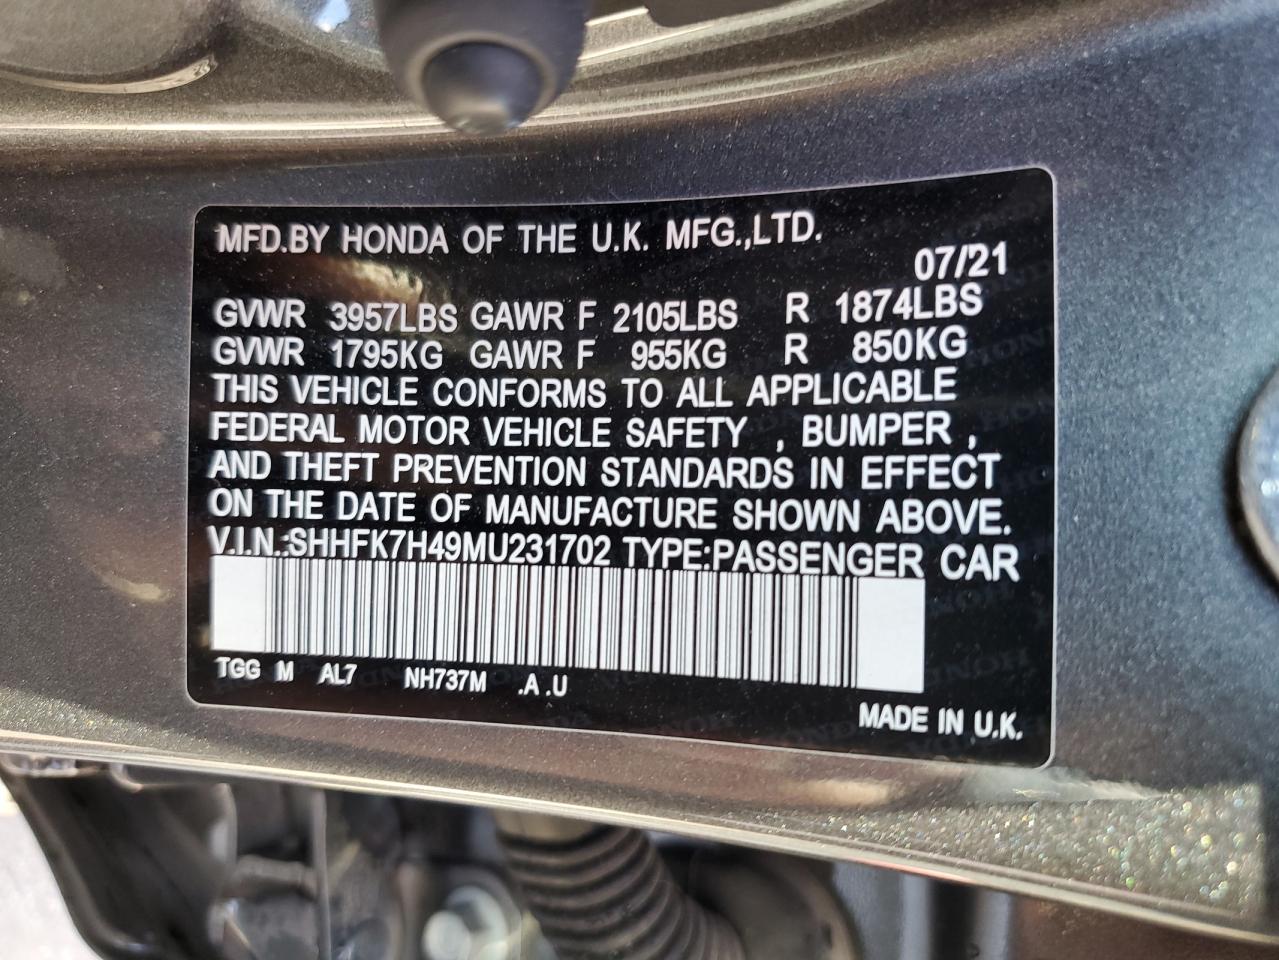 MFD.BY HONDA OF THE U.K. MFG.,LTD.
07/21
GVWR 3957LBS GAWR F 2105LBS R 1874LBS
GVWR 1795KG GAWR F 955KG R 850KG
THIS VEHICLE CONFORMS TO ALL APPLICABLE
FEDERAL MOTOR VEHICLE SAFETY , BUMPER ,
AND THEFT PREVENTION STANDARDS IN EFFECT
ON THE DATE OF MANUFACTURE SHOWN ABOVE.
V.I.N.:SHHFK7H49MU231702 TYPE:PASSENGER CAR
TGG M AL7 NH737M .A .U
MADE IN U.K.